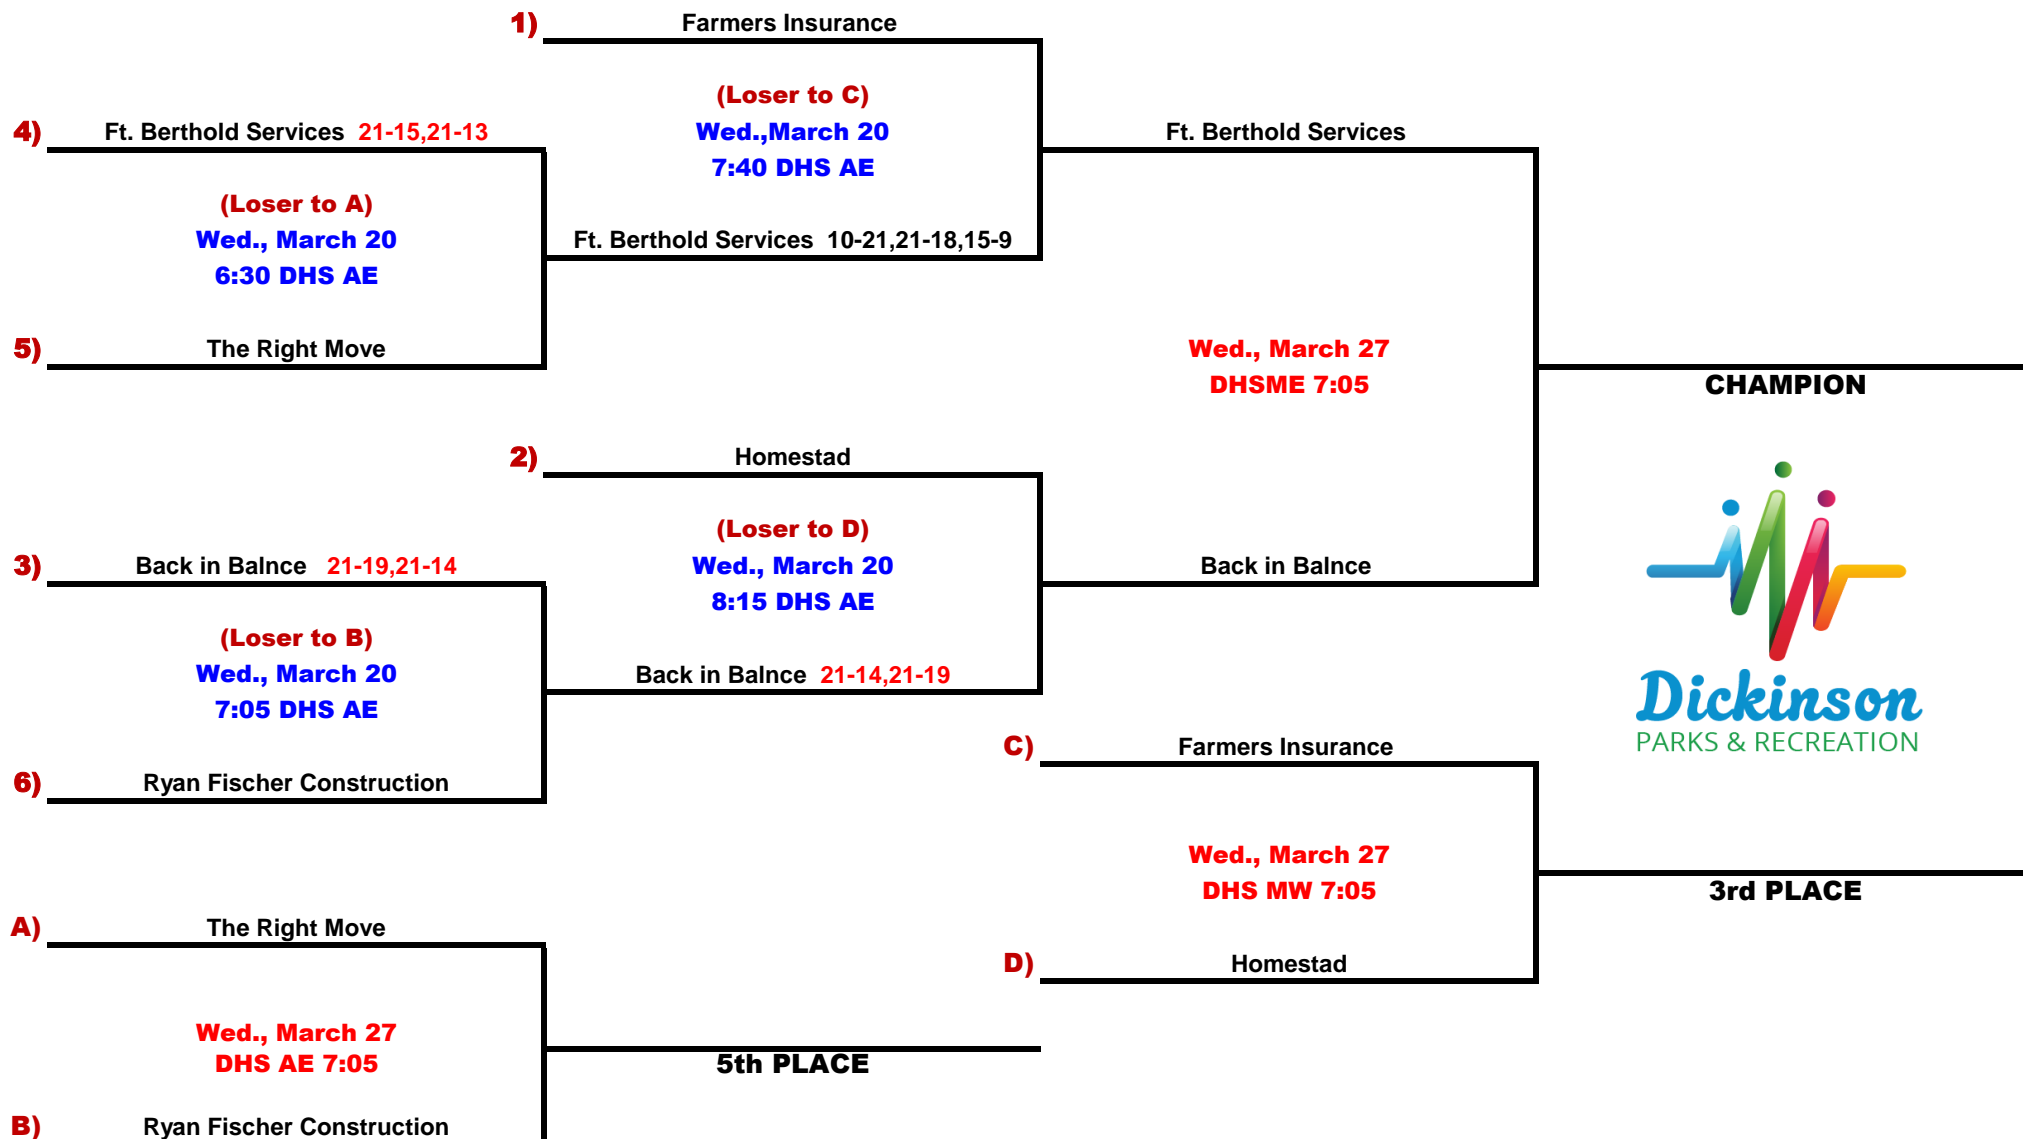 1) Farmers Insurance
(Loser to C)
4) Ft. Berthold Services 21-15,21-13
Wed.,March 20
Ft. Berthold Services
7:40 DHS AE
(Loser to A)
Wed., March 20
Ft. Berthold Services 10-21,21-18,15-9
6:30 DHS AE
5) The Right Move
Wed., March 27
DHSME 7:05
CHAMPION
2) Homestad
(Loser to D)
3) Back in Balnce 21-19,21-14
Wed., March 20
Back in Balnce
8:15 DHS AE
(Loser to B)
Wed., March 20
Back in Balnce 21-14,21-19
7:05 DHS AE
Dickinson
PARKS & RECREATION
C) Farmers Insurance
6) Ryan Fischer Construction
Wed., March 27
DHS MW 7:05
3rd PLACE
A) The Right Move
D) Homestad
Wed., March 27
DHS AE 7:05
5th PLACE
B) Ryan Fischer Construction